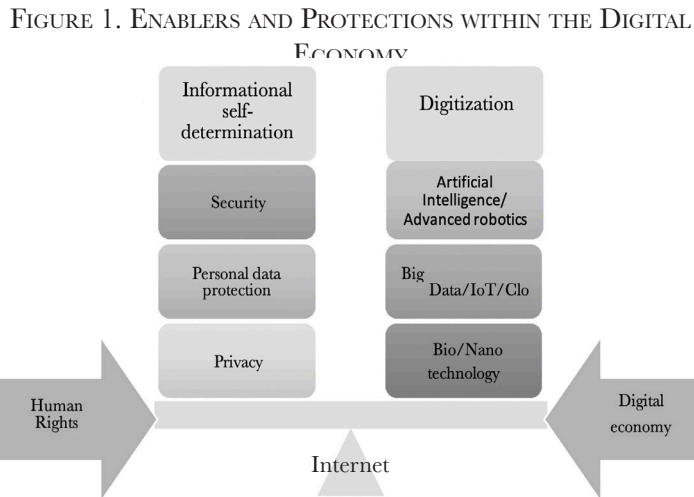 FIGURE 1. ENABLERS AND PROTECTIONS WITHIN THE DIGITAL
ECONOMY
Informational
self-
determination
Security
Personal data
protection
Privacy
Digitization
Artificial
Intelligence/
Advanced robotics
Big
Data/IoT/Clo
Bio/Nano
technology
Human
Rights
Digital
economy
Internet